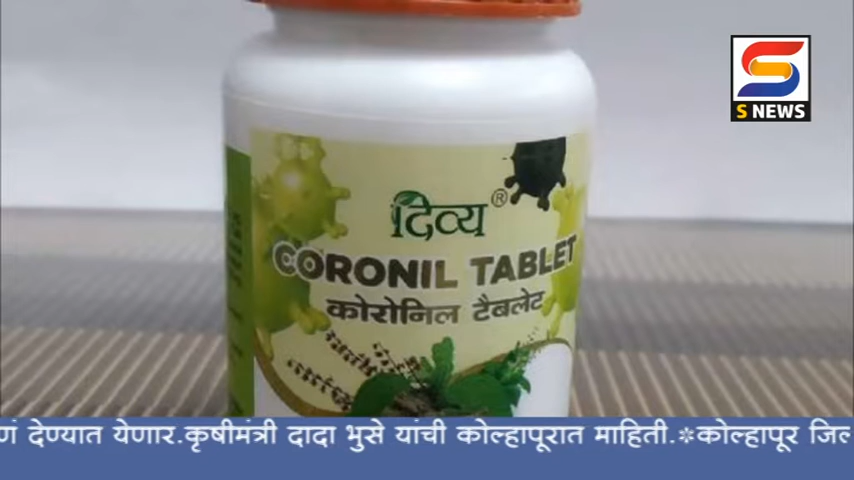 S NEWS
दिव्य®
CORONIL TABLET
कोरोनिल टैबलेट
देण्यात येणार.कृषीमंत्री दादा भुसे यांची कोल्हापूरात माहिती.*कोल्हापूर